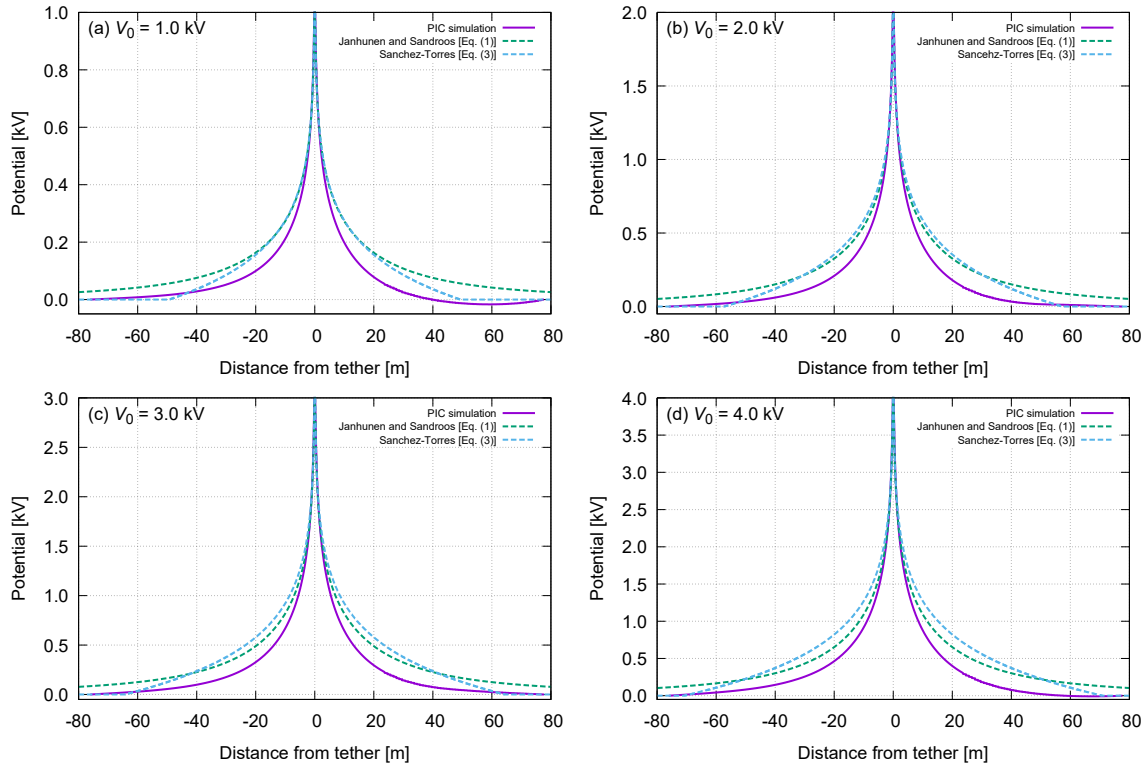 (a) V0 = 1.0 kV
PIC simulation
Janhunen and Sandroos [Eq. (1)]
Sanchez-Torres [Eq. (3)]
1.0
0.8
0.6
0.4
0.2
0.0
Potential [kV]
-80 -60 -40 -20 0 20 40 60 80
Distance from tether [m]
(b) V0 = 2.0 kV
PIC simulation
Janhunen and Sandroos [Eq. (1)]
Sancehz-Torres [Eq. (3)]
2.0
1.5
1.0
0.5
0.0
Potential [kV]
-80 -60 -40 -20 0 20 40 60 80
Distance from tether [m]
(c) V0 = 3.0 kV
PIC simulation
Janhunen and Sandroos [Eq. (1)]
Sanchez-Torres [Eq. (3)]
3.0
2.5
2.0
1.5
1.0
0.5
0.0
Potential [kV]
-80 -60 -40 -20 0 20 40 60 80
Distance from tether [m]
(d) V0 = 4.0 kV
PIC simulation
Janhunen and Sandroos [Eq. (1)]
Sanchez-Torres [Eq. (3)]
4.0
3.5
3.0
2.5
2.0
1.5
1.0
0.5
0.0
Potential [kV]
-80 -60 -40 -20 0 20 40 60 80
Distance from tether [m]